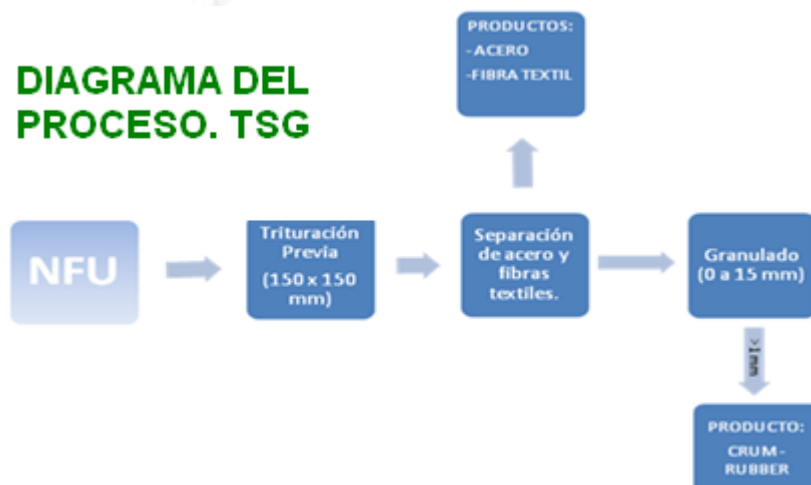 DIAGRAMA DEL
PROCESO. TSG
PRODUCTOS:
- ACERO
-FIBRA TEXTIL
NFU
Trituración
Previa
(150 x 150
mm)
Separación
de acero y
fibras
textiles.
Granulado
(0 a 15 mm)
>1mm
PRODUCTO:
CRUM-
RUBBER